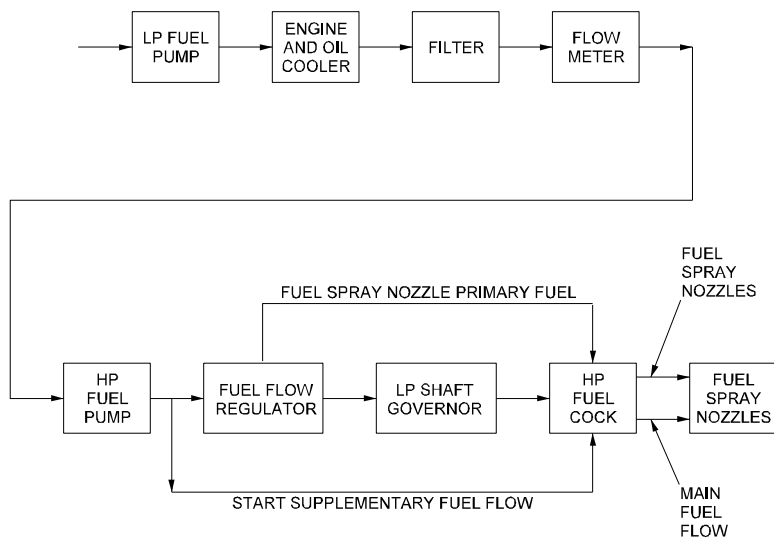 LP FUEL
PUMP
ENGINE
AND OIL
COOLER
FILTER
FLOW
METER
FUEL
SPRAY
NOZZLES
FUEL SPRAY NOZZLE PRIMARY FUEL
HP
FUEL
PUMP
FUEL FLOW
REGULATOR
LP SHAFT
GOVERNOR
HP
FUEL
COCK
FUEL
SPRAY
NOZZLES
START SUPPLEMENTARY FUEL FLOW
MAIN
FUEL
FLOW